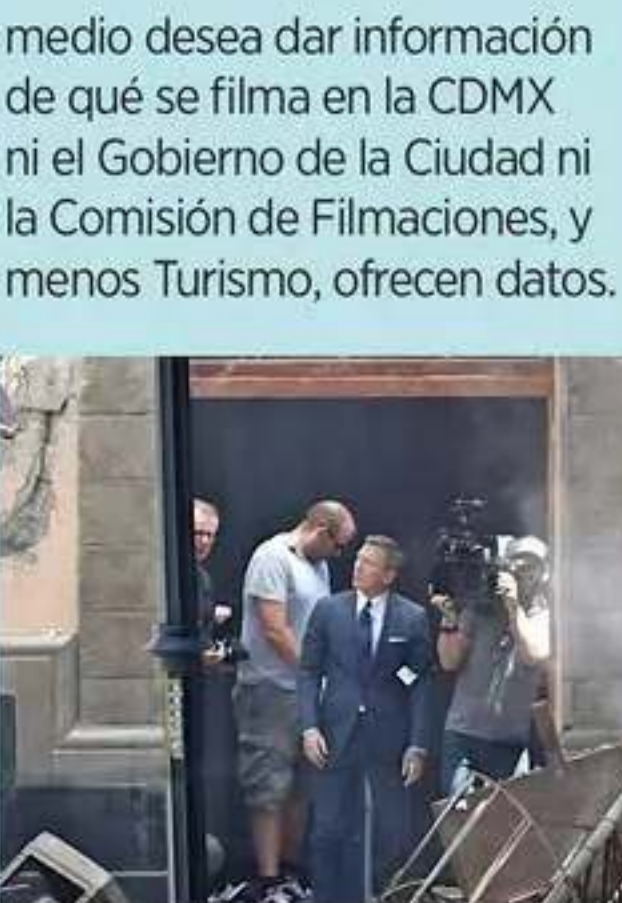 medio desea dar información
de qué se filma en la CDMX
ni el Gobierno de la Ciudad ni
la Comisión de Filmaciones, y
menos Turismo, ofrecen datos.